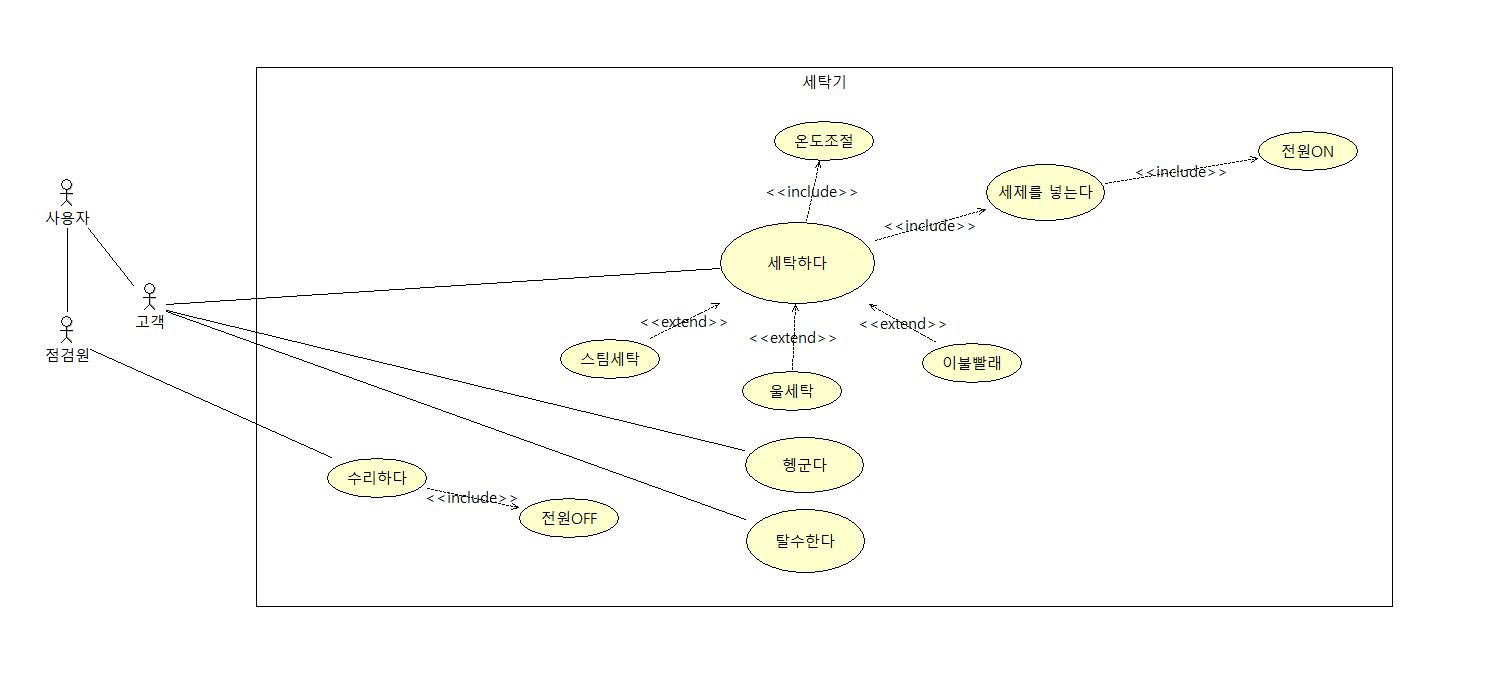 세탁기
온도조절
전원ON
<<include>>
세제를 넣는다
<<include>>
사용자
<<include>>
세탁하다
고객
<<extend>>
<<extend>>
<<extend>>
점검원
스팀세탁
이불빨래
울세탁
헹군다
수리하다
<<include>>
전원OFF
탈수한다